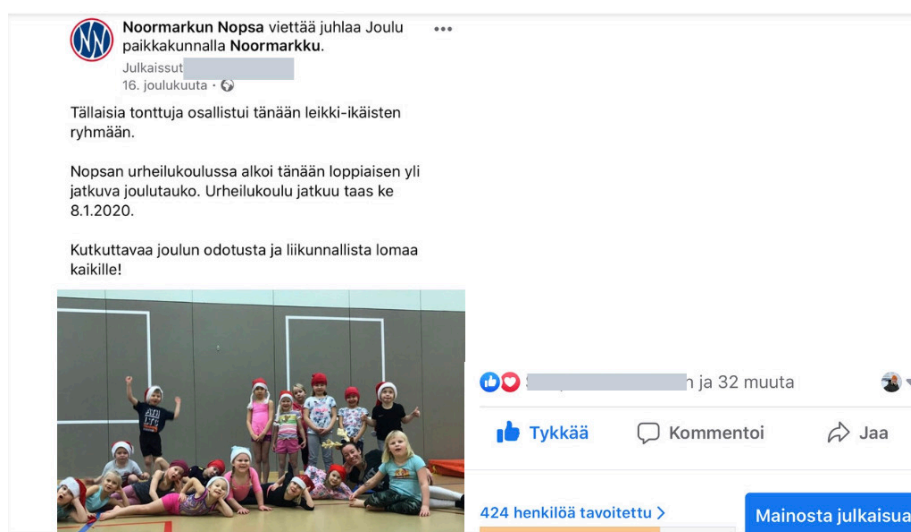 NN
Noormarkun Nopsa viettää juhlaa Joulu
paikkakunnalla Noormarkku.
Julkaissut
16. joulukuuta ·
Tällaisia tonttuja osallistui tänään leikki-ikäisten
ryhmään.
Nopsan urheilukoulussa alkoi tänään loppiaisen yli
jatkuva joulutauko. Urheilukoulu jatkuu taas ke
8.1.2020.
Kutkuttavaa joulun odotusta ja liikunnallista lomaa
kaikille!
n ja 32 muuta
Tykkää
Kommentoi
Jaa
424 henkilöä tavoitettu >
Mainosta julkaisua